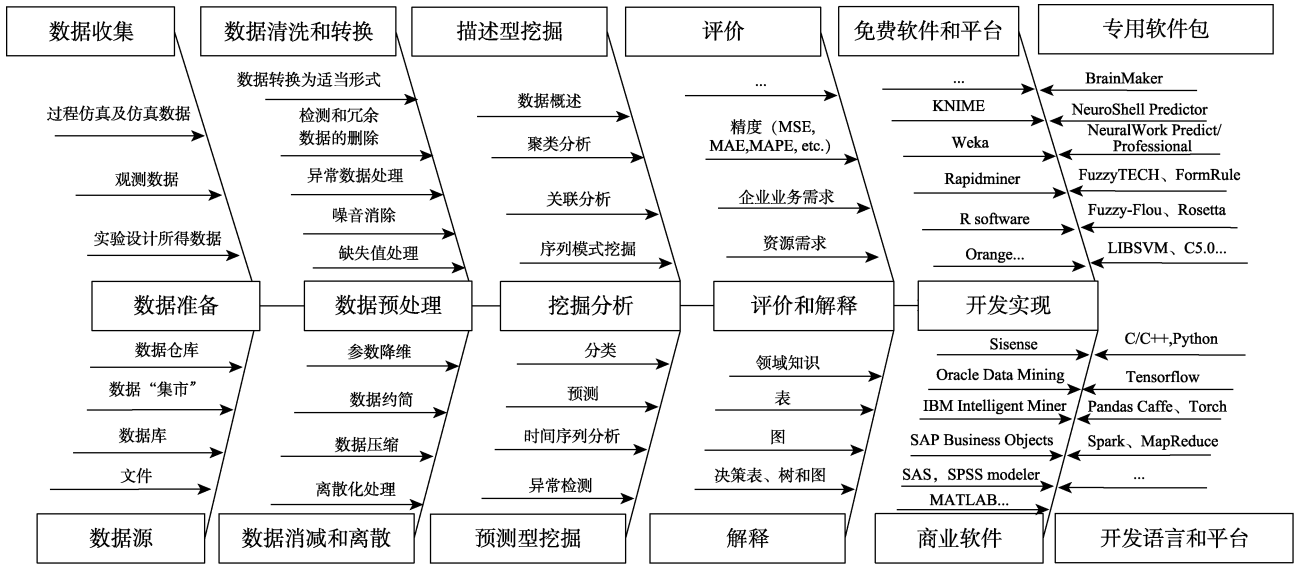 数据收集
数据清洗和转换
描述型挖掘
评价
免费软件和平台
专用软件包
过程仿真及仿真数据
观测数据
实验设计所得数据
数据转换为适当形式
检测和冗余
数据的删除
异常数据处理
噪音消除
缺失值处理
数据概述
聚类分析
关联分析
序列模式挖掘
...
精度（MSE,
MAE,MAPE, etc.）
企业业务需求
资源需求
...
KNIME
Weka
Rapidminer
R software
Orange...
BrainMaker
NeuroShell Predictor
NeuralWork Predict/
Professional
FuzzyTECH、FormRule
Fuzzy-Flou、Rosetta
LIBSVM、C5.0...
数据准备
数据预处理
挖掘分析
评价和解释
开发实现
数据仓库
数据“集市”
数据库
文件
参数降维
数据约简
数据压缩
离散化处理
分类
预测
时间序列分析
异常检测
领域知识
表
图
决策表、树和图
Sisense
Oracle Data Mining
IBM Intelligent Miner
SAP Business Objects
SAS，SPSS modeler
MATLAB...
C/C++,Python
Tensorflow
Pandas Caffe、Torch
Spark、MapReduce
...
数据源
数据消减和离散
预测型挖掘
解释
商业软件
开发语言和平台